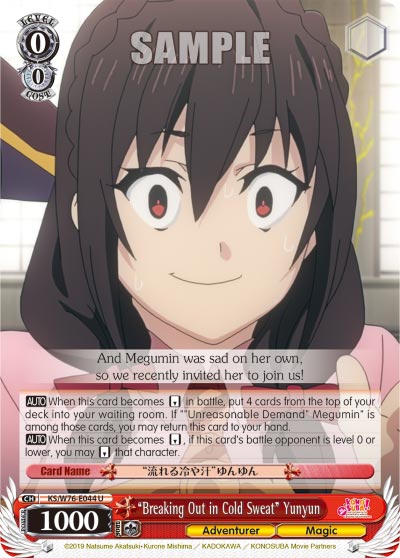 LEVEL
0
0
COST
SAMPLE
And Megumin was sad on her own,
so we recently invited her to join us!
AUTO When this card becomes in battle, put 4 cards from the top of your
deck into your waiting room. If ""Unreasonable Demand" Megumin" is
among those cards, you may return this card to your hand.
AUTO When this card becomes , if this card's battle opponent is level 0 or
lower, you may that character.
Card Name
"流れる冷や汗"ゆんゆん
CH KS/W76-E044 U
1000
"Breaking Out in Cold Sweat" Yunyun
Adventurer
Magic
©2019 Natsume Akatsuki･Kurone Mishima / KADOKAWA / KONOSUBA Movie Partners